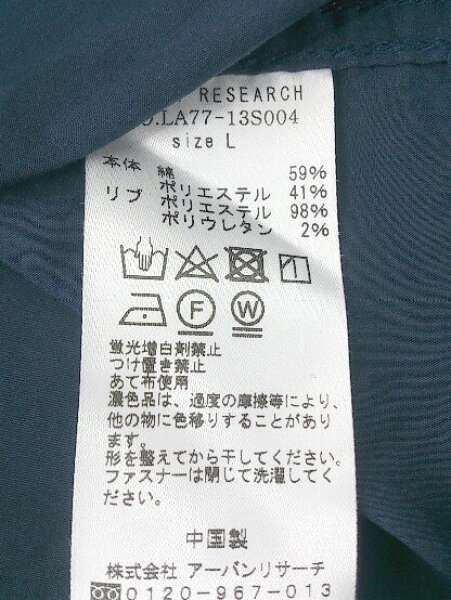 RESEARCH
.LA77-13S004
size L
本体 綿 59%
ポリエステル 41%
リブ ポリエステル 98%
ポリウレタン 2%
F W
蛍光増白剤禁止
つけ置き禁止
あて布使用
濃色品は、過度の摩擦等により、
他の物に色移りすることがあり
ます。
形を整えてから干してください。
ファスナーは閉じて洗濯してく
ださい。
中国製
株式会社 アーバンリサーチ
0120-967-013